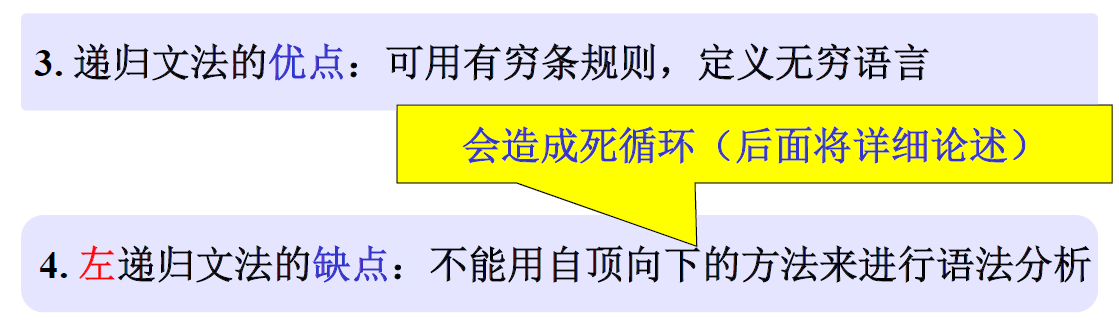 3. 递归文法的优点：可用有穷条规则，定义无穷语言
会造成死循环（后面将详细论述）
4. 左递归文法的缺点：不能用自顶向下的方法来进行语法分析